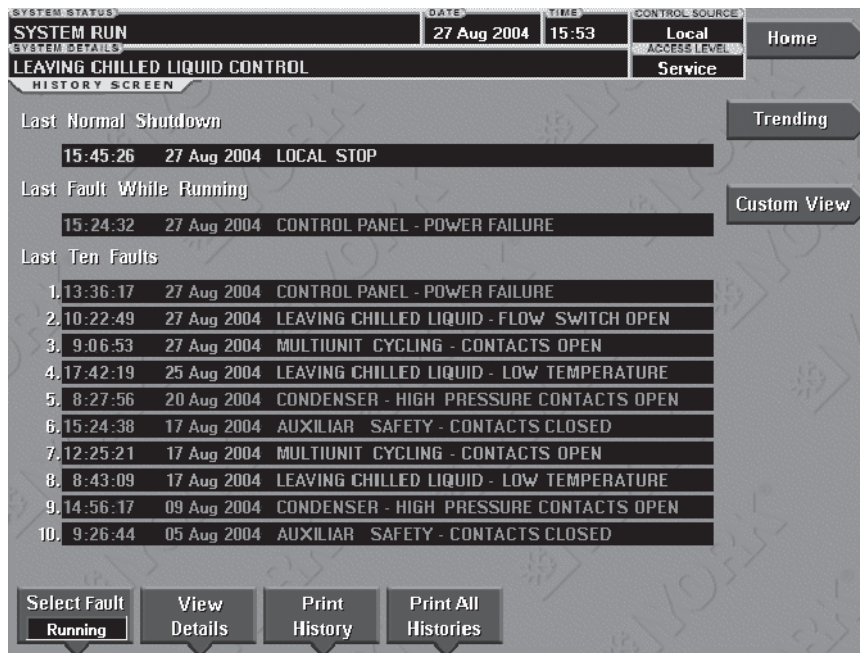 SYSTEM STATUS
SYSTEM RUN
DATE
27 Aug 2004
TIME
15:53
CONTROL SOURCE
Local
Home
SYSTEM DETAILS
LEAVING CHILLED LIQUID CONTROL
ACCESS LEVEL
Service
HISTORY SCREEN
Trending
Last Normal Shutdown
15:45:26 27 Aug 2004 LOCAL STOP
Last Fault While Running
Custom View
15:24:32 27 Aug 2004 CONTROL PANEL - POWER FAILURE
Last Ten Faults
1. 13:36:17 27 Aug 2004 CONTROL PANEL - POWER FAILURE
2. 10:22:49 27 Aug 2004 LEAVING CHILLED LIQUID - FLOW SWITCH OPEN
3. 9:06:53 27 Aug 2004 MULTIUNIT CYCLING - CONTACTS OPEN
4. 17:42:19 25 Aug 2004 LEAVING CHILLED LIQUID - LOW TEMPERATURE
5. 8:27:56 20 Aug 2004 CONDENSER - HIGH PRESSURE CONTACTS OPEN
6. 15:24:38 17 Aug 2004 AUXILIAR SAFETY - CONTACTS CLOSED
7. 12:25:21 17 Aug 2004 MULTIUNIT CYCLING - CONTACTS OPEN
8. 8:43:09 17 Aug 2004 LEAVING CHILLED LIQUID - LOW TEMPERATURE
9. 14:56:17 09 Aug 2004 CONDENSER - HIGH PRESSURE CONTACTS OPEN
10. 9:26:44 05 Aug 2004 AUXILIAR SAFETY - CONTACTS CLOSED
Select Fault
Running
View
Details
Print
History
Print All
Histories
YORK